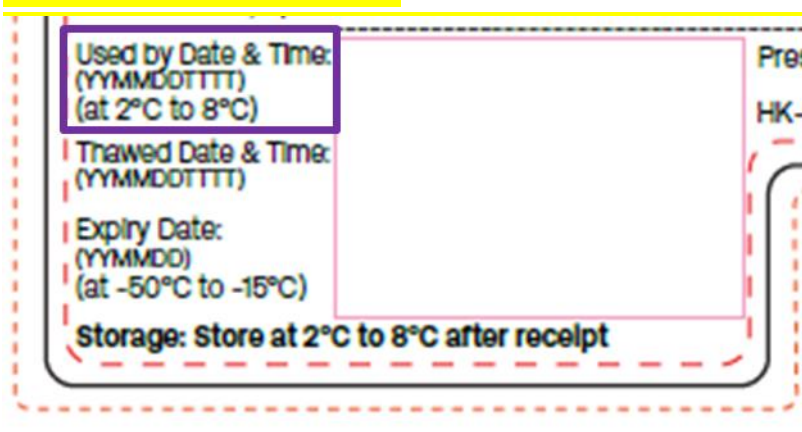 Used by Date & Time:
(YYMMDDTTTT)
(at 2°C to 8°C)
Thawed Date & Time:
(YYMMDDTTTT)
Expiry Date:
(YYMMDD)
(at -50°C to -15°C)
Storage: Store at 2°C to 8°C after receipt
HK-